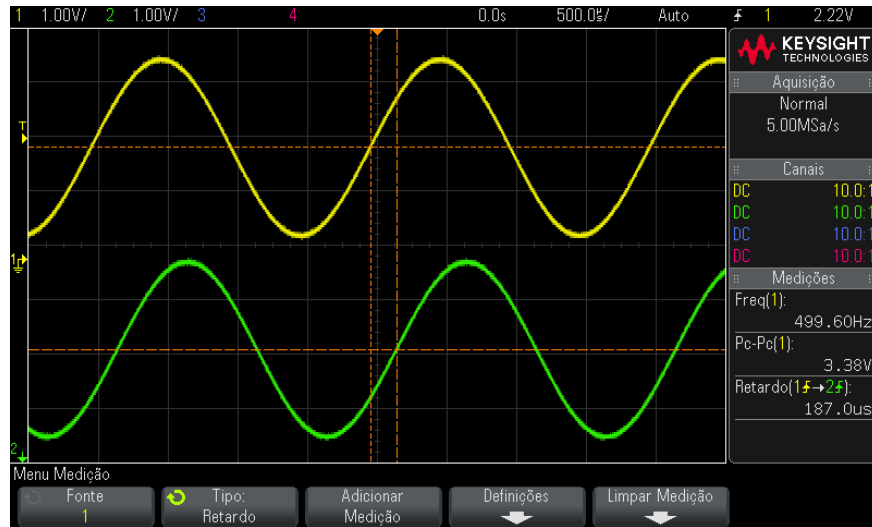 1 1.00V/ 2 1.00V/ 3 4 0.0s 500.0㎲/ Auto 1 2.22V
KEYSIGHT
TECHNOLOGIES
Aquisição
Normal
5.00MSa/s
Canais
DC 10.0:1
DC 10.0:1
DC 10.0:1
DC 10.0:1
Medições
Freq(1):
499.60Hz
Pc-Pc(1):
3.38V
Retardo(1→2):
187.0us
T
1
2
Menu Medição
Fonte
1
Tipo:
Retardo
Adicionar
Medição
Definições
Limpar Medição